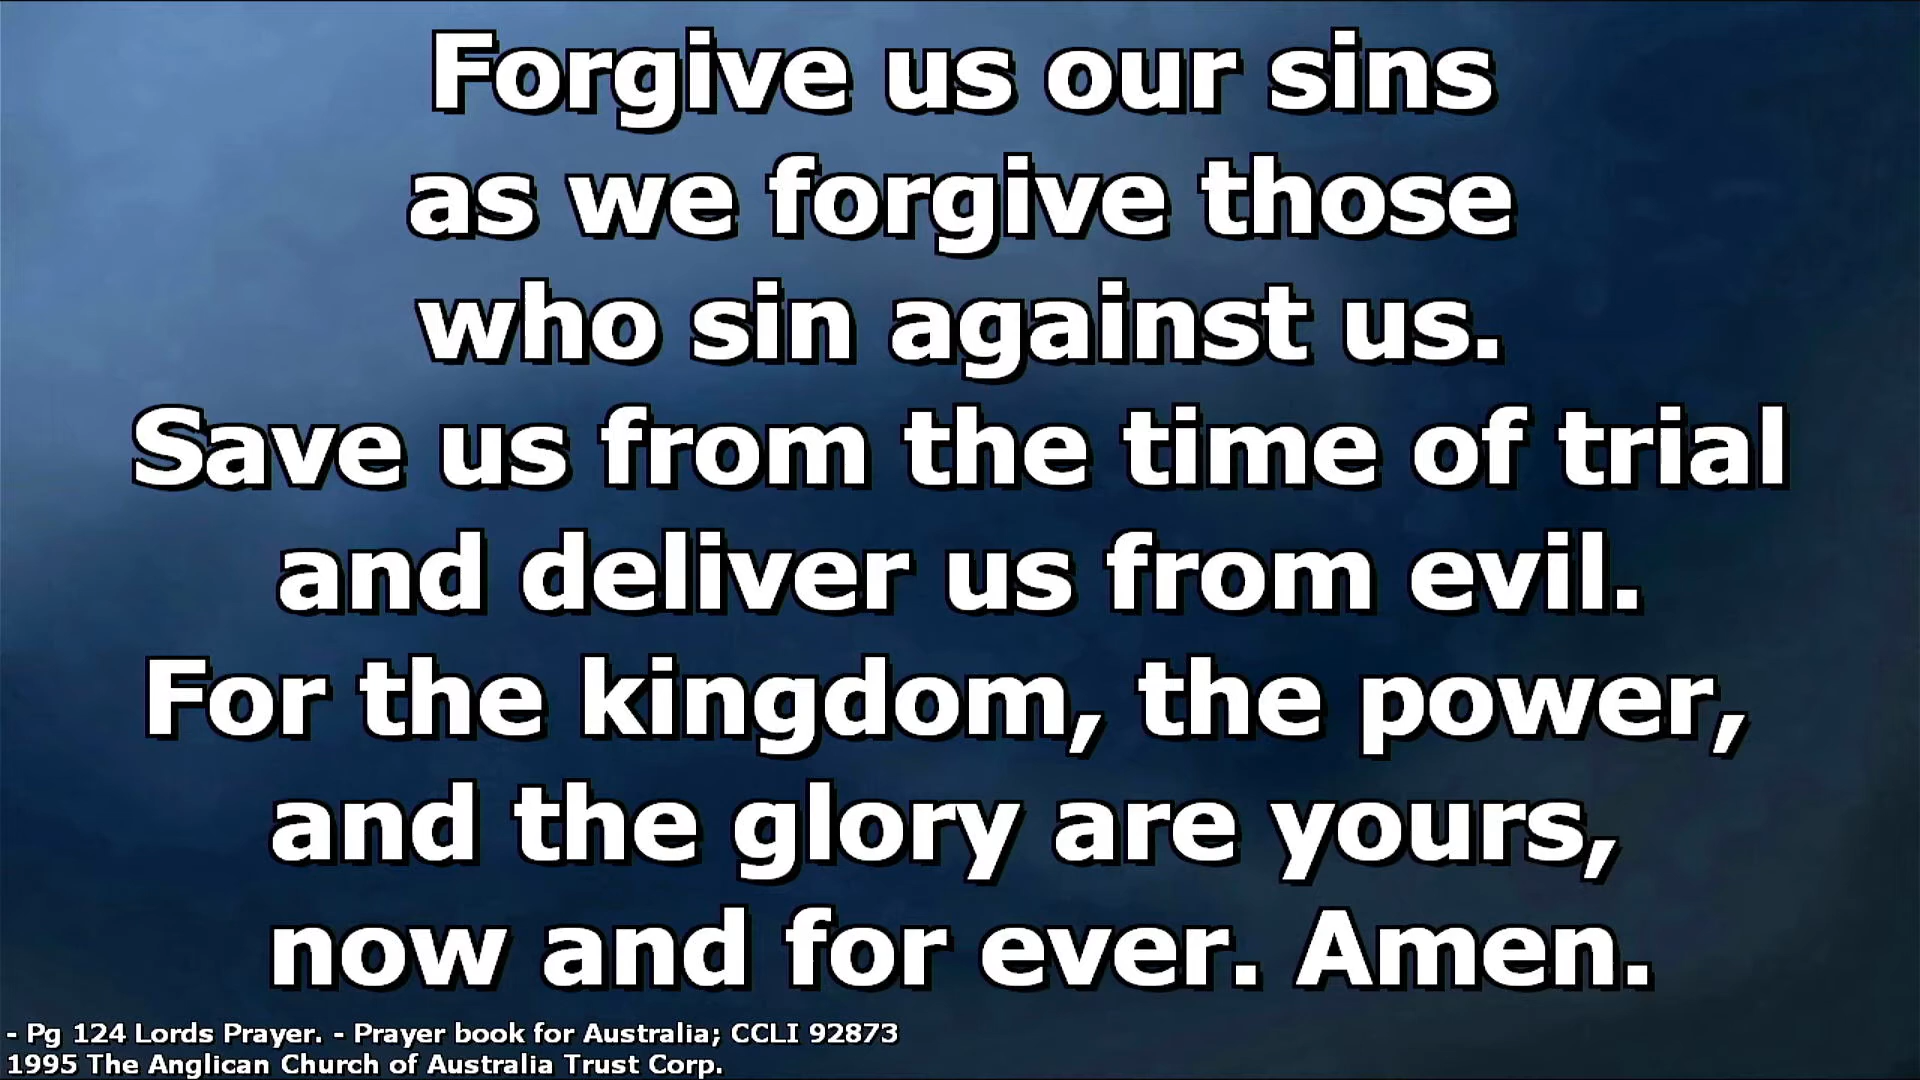 Forgive us our sins
as we forgive those
who sin against us.
Save us from the time of trial
and deliver us from evil.
For the kingdom, the power,
and the glory are yours,
now and for ever. Amen.
- Pg 124 Lords Prayer. - Prayer book for Australia; CCLI 92873
1995 The Anglican Church of Australia Trust Corp.